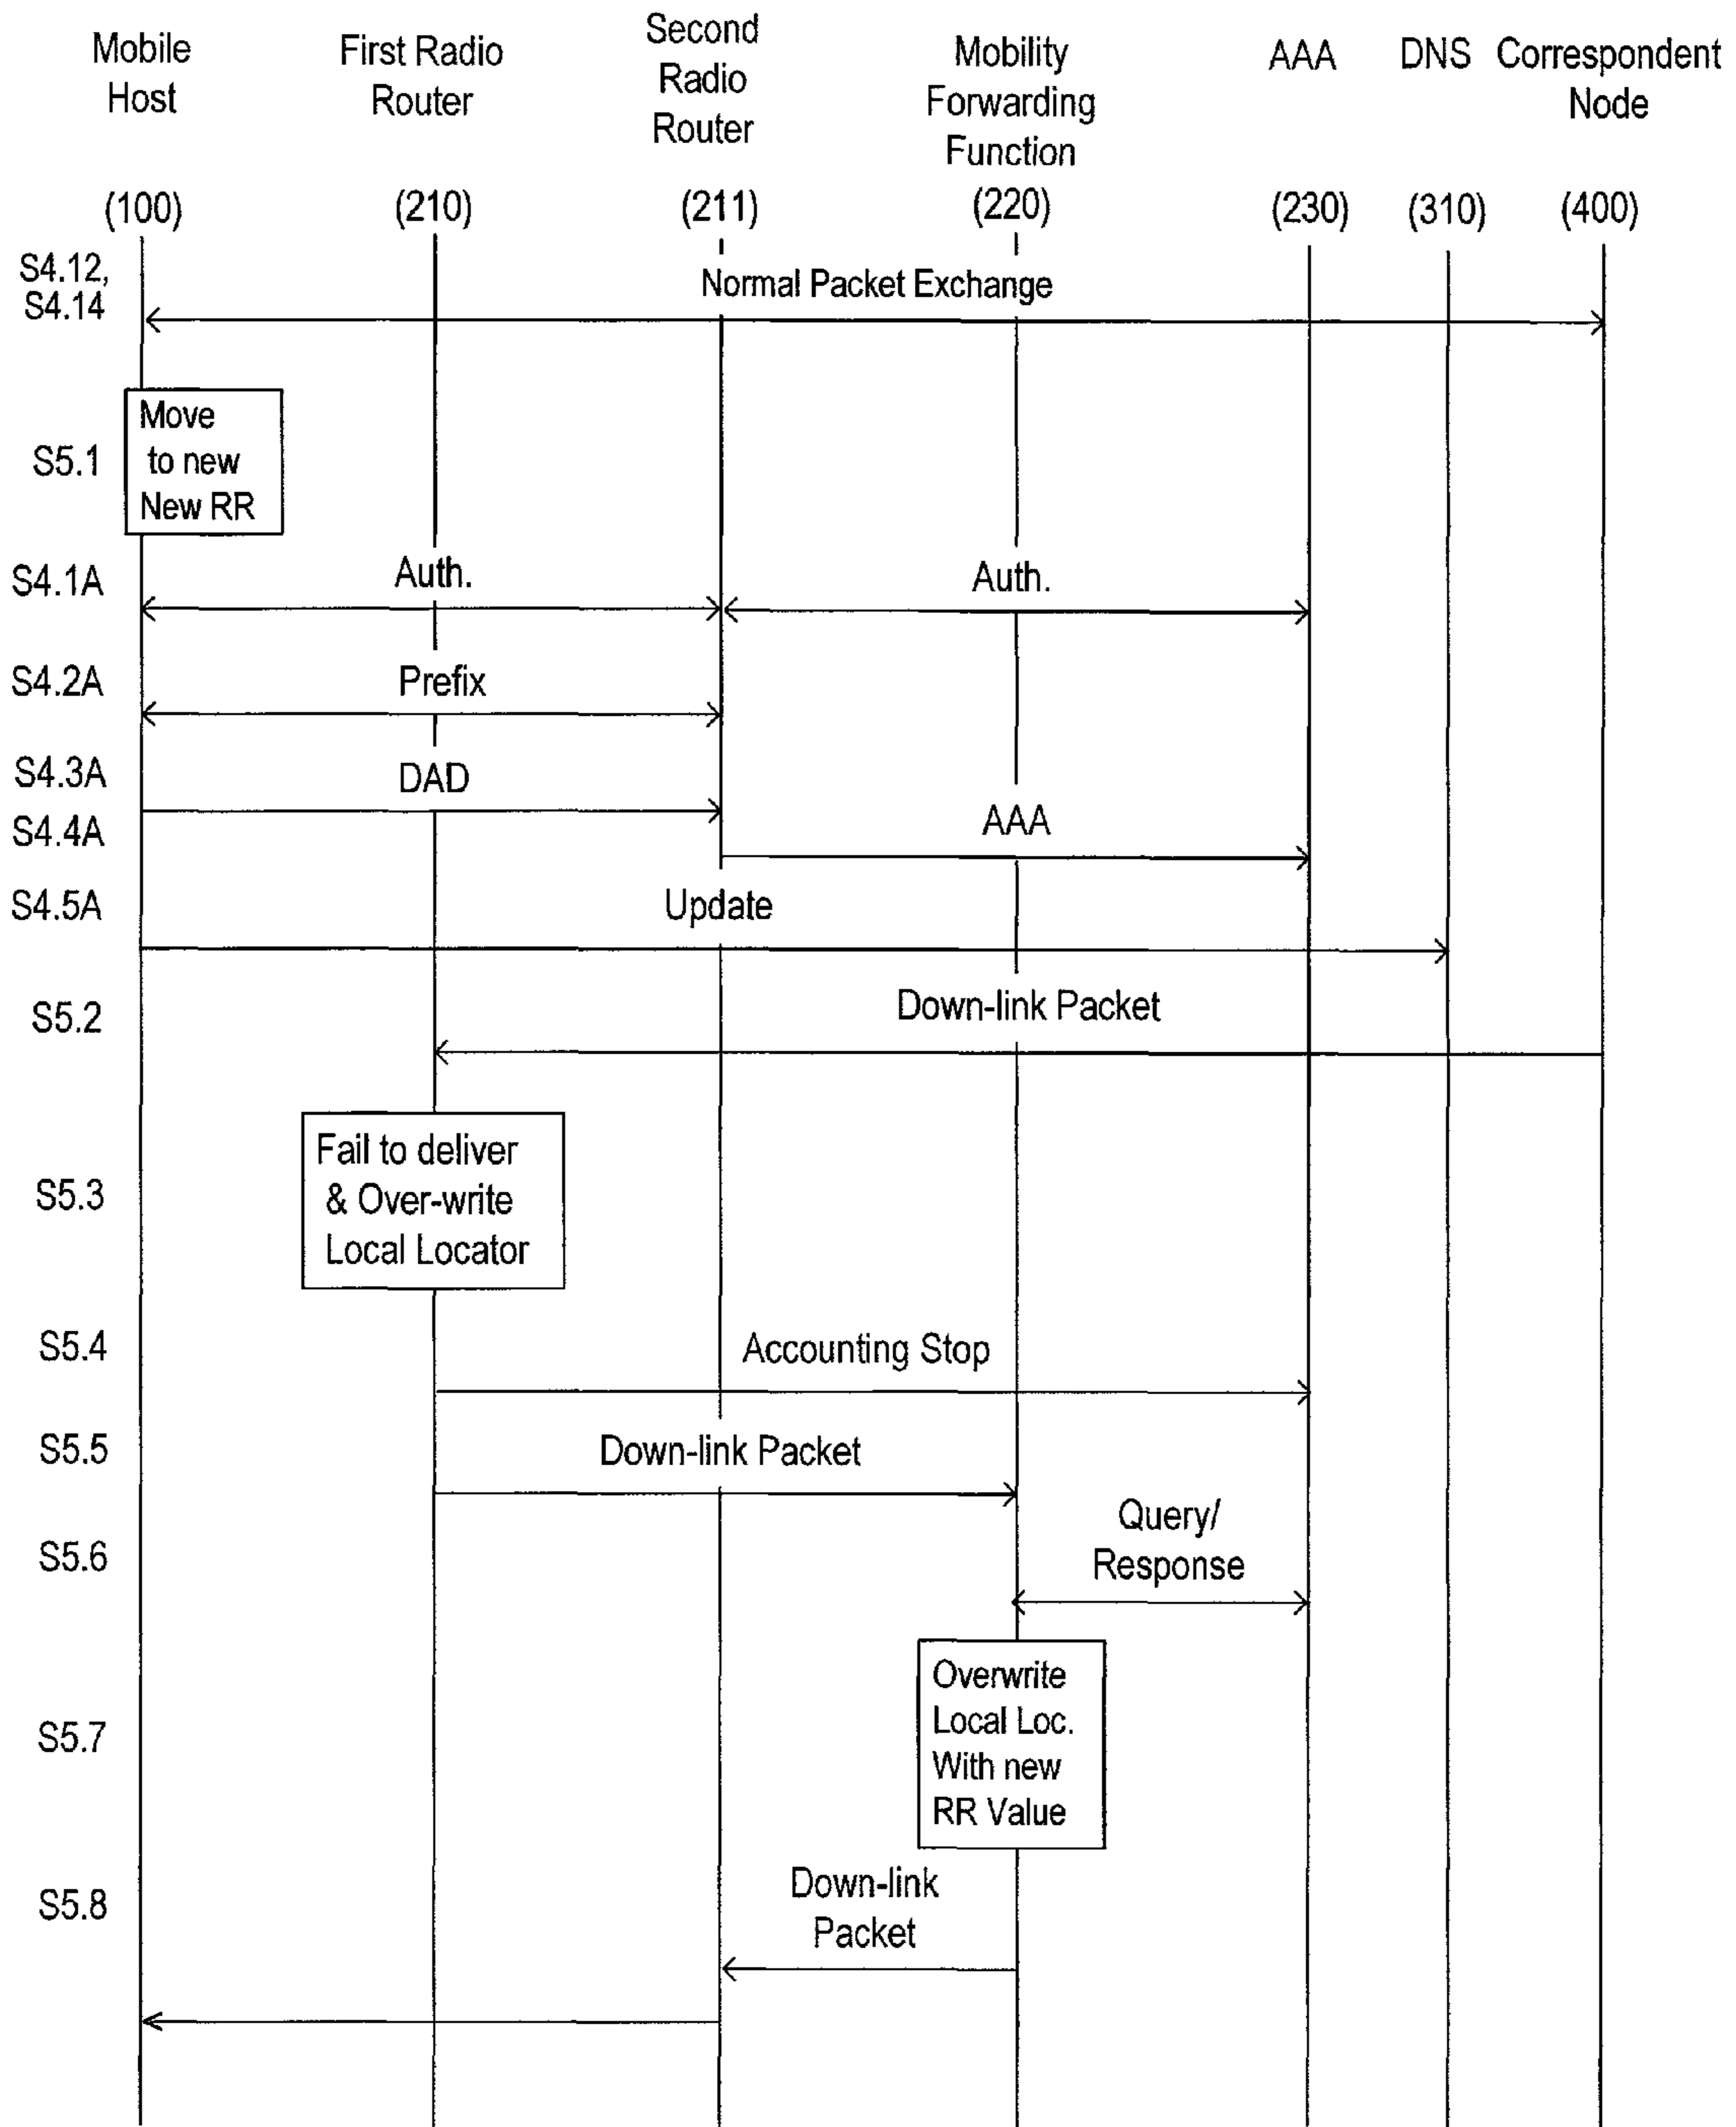 Mobile
Host
First Radio
Router
Second
Radio
Router
Mobility
Forwarding
Function
AAA
DNS
Correspondent
Node
(100)
(210)
(211)
(220)
(230)
(310)
(400)
S4.12,
S4.14
Normal Packet Exchange
S5.1
Move
to new
New RR
S4.1A
Auth.
Auth.
S4.2A
Prefix
S4.3A
DAD
S4.4A
AAA
S4.5A
Update
S5.2
Down-link Packet
S5.3
Fail to deliver
& Over-write
Local Locator
S5.4
Accounting Stop
S5.5
Down-link Packet
S5.6
Query/
Response
S5.7
Overwrite
Local Loc.
With new
RR Value
S5.8
Down-link
Packet